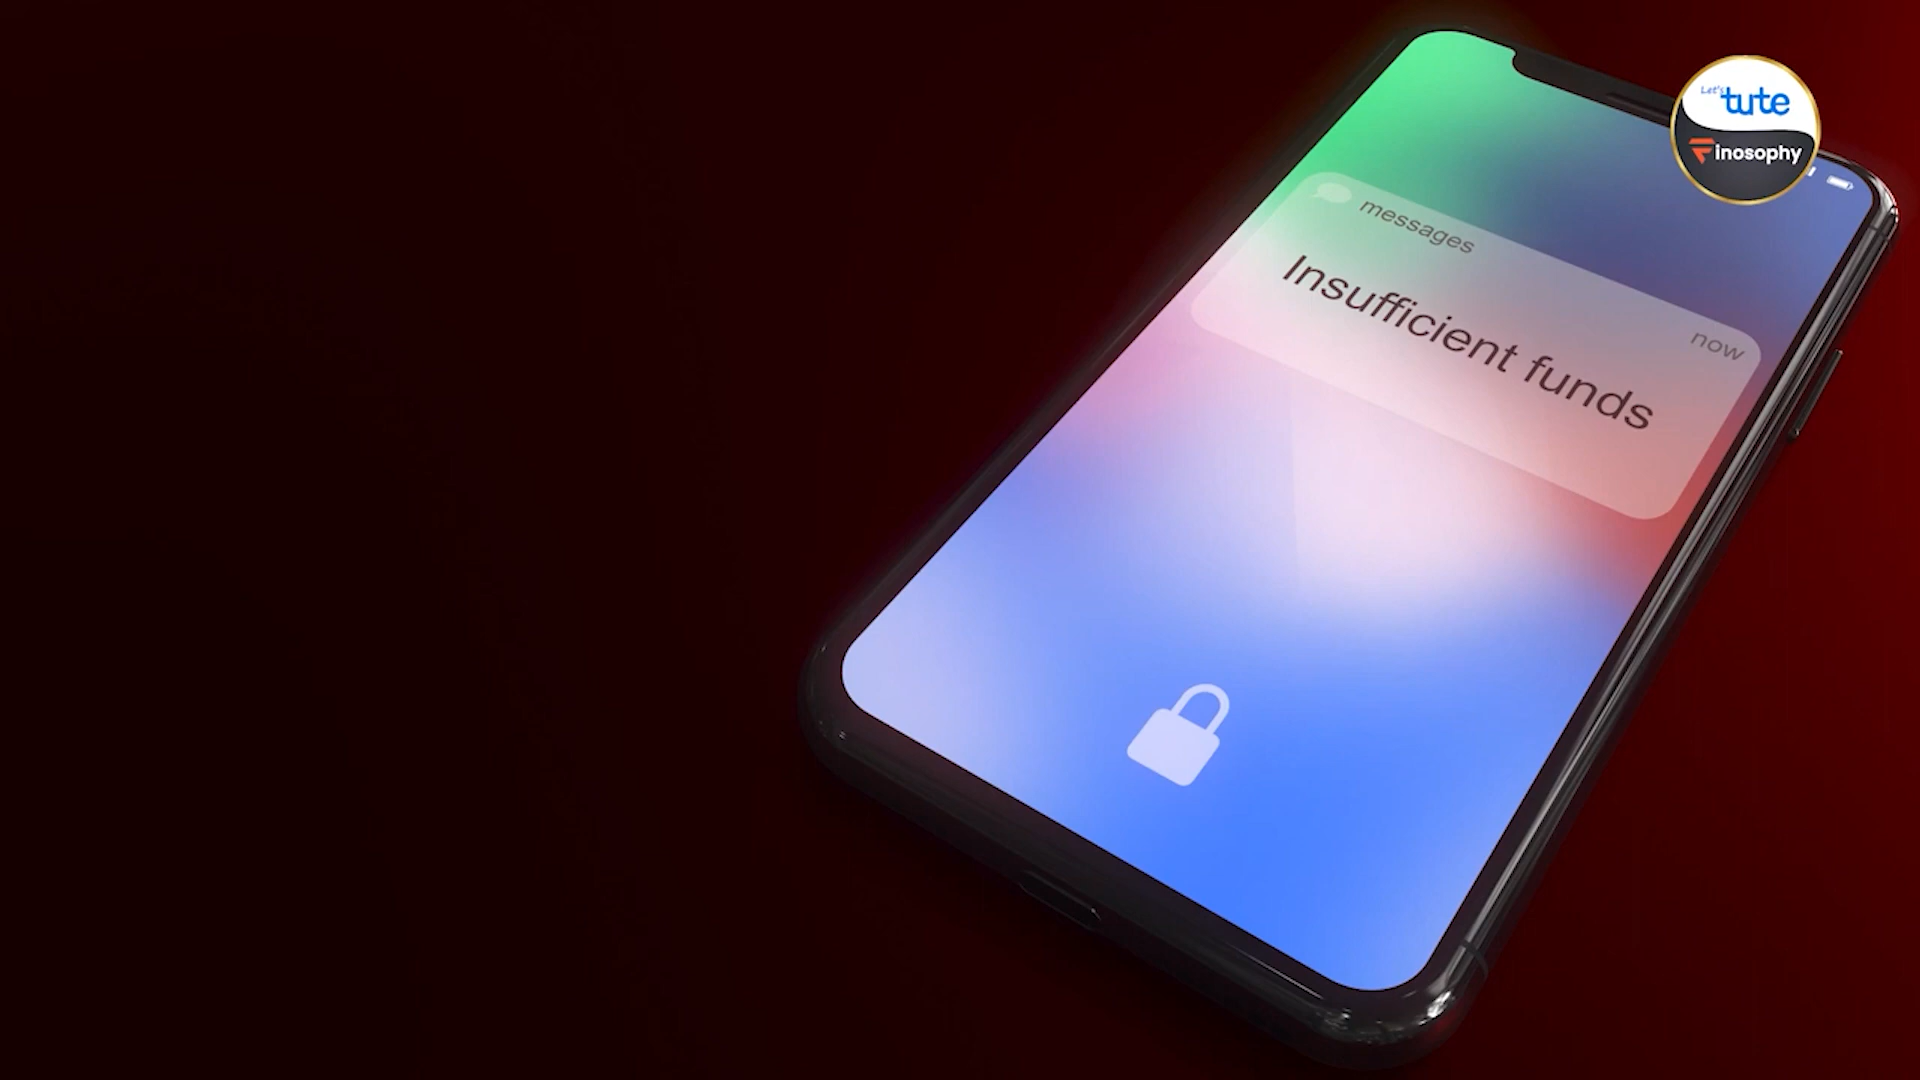 Let's
tute
Finosophy
messages
now
Insufficient funds